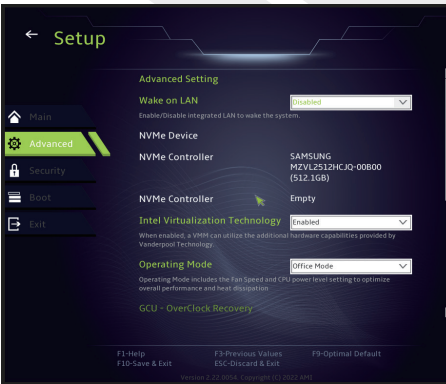 Setup
Advanced Setting
Wake on LAN
Disabled
Enable/Disable integrated LAN to wake the system.
Main
NVMe Device
Advanced
NVMe Controller
SAMSUNG
MZVL2512HCJQ-00B00
(512.1GB)
Security
Boot
NVMe Controller
Empty
Exit
Intel Virtualization Technology
Enabled
When enabled, a VMM can utilize the additional hardware capabilities provided by
Vanderpool Technology.
Operating Mode
Office Mode
Operating Mode includes the Fan Speed and CPU power level setting to optimize
overall performance and heat dissipation
GCU - OverClock Recovery
F1-Help
F3-Previous Values
F9-Optimal Default
F10-Save & Exit
ESC-Discard & Exit
Version 2.22.0054. Copyright (C) 2022 AMI